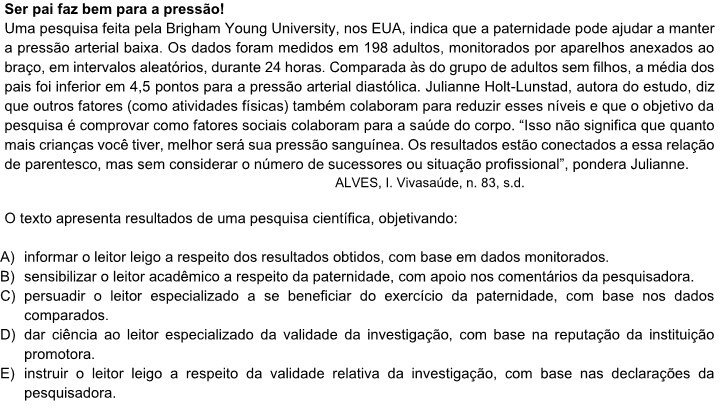 Ser pai faz bem para a pressão!
Uma pesquisa feita pela Brigham Young University, nos EUA, indica que a paternidade pode ajudar a manter
a pressão arterial baixa. Os dados foram medidos em 198 adultos, monitorados por aparelhos anexados ao
braço, em intervalos aleatórios, durante 24 horas. Comparada às do grupo de adultos sem filhos, a média dos
pais foi inferior em 4,5 pontos para a pressão arterial diastólica. Julianne Holt-Lunstad, autora do estudo, diz
que outros fatores (como atividades físicas) também colaboram para reduzir esses níveis e que o objetivo da
pesquisa é comprovar como fatores sociais colaboram para a saúde do corpo. “Isso não significa que quanto
mais crianças você tiver, melhor será sua pressão sanguínea. Os resultados estão conectados a essa relação
de parentesco, mas sem considerar o número de sucessores ou situação profissional”, pondera Julianne.
ALVES, I. Vivasaúde, n. 83, s.d.
O texto apresenta resultados de uma pesquisa científica, objetivando:
A) informar o leitor leigo a respeito dos resultados obtidos, com base em dados monitorados.
B) sensibilizar o leitor acadêmico a respeito da paternidade, com apoio nos comentários da pesquisadora.
C) persuadir o leitor especializado a se beneficiar do exercício da paternidade, com base nos dados
comparados.
D) dar ciência ao leitor especializado da validade da investigação, com base na reputação da instituição
promotora.
E) instruir o leitor leigo a respeito da validade relativa da investigação, com base nas declarações da
pesquisadora.